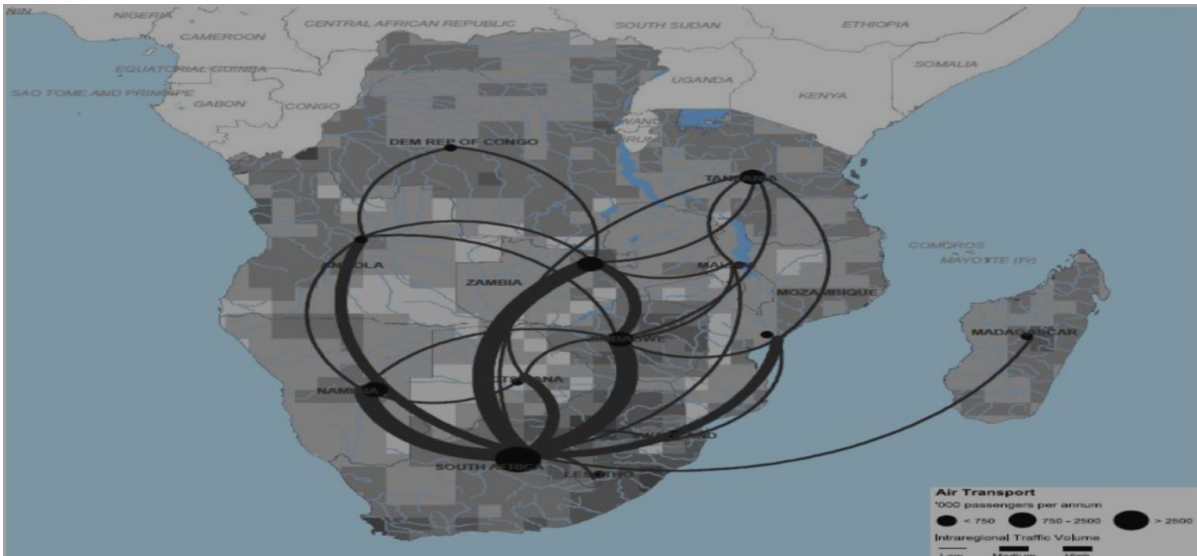 NIGERIA
CENTRAL AFRICAN REPUBLIC
SOUTH SUDAN
ETHIOPIA
CAMEROON
SOMALIA
EQUATORIAL GUINEA
UGANDA
SAO TOME AND PRINCIPE
GABON
CONGO
KENYA
DEM REP OF CONGO
TANZANIA
COMOROS
MAYOTTE (Fr)
ANGOLA
ZAMBIA
MOZAMBIQUE
MADAGASCAR
NAMIBIA
SOUTH AFRICA
LESOTHO
Air Transport
'000 passengers per annum
< 750 750 - 2500 > 2500
Intraregional Traffic Volume